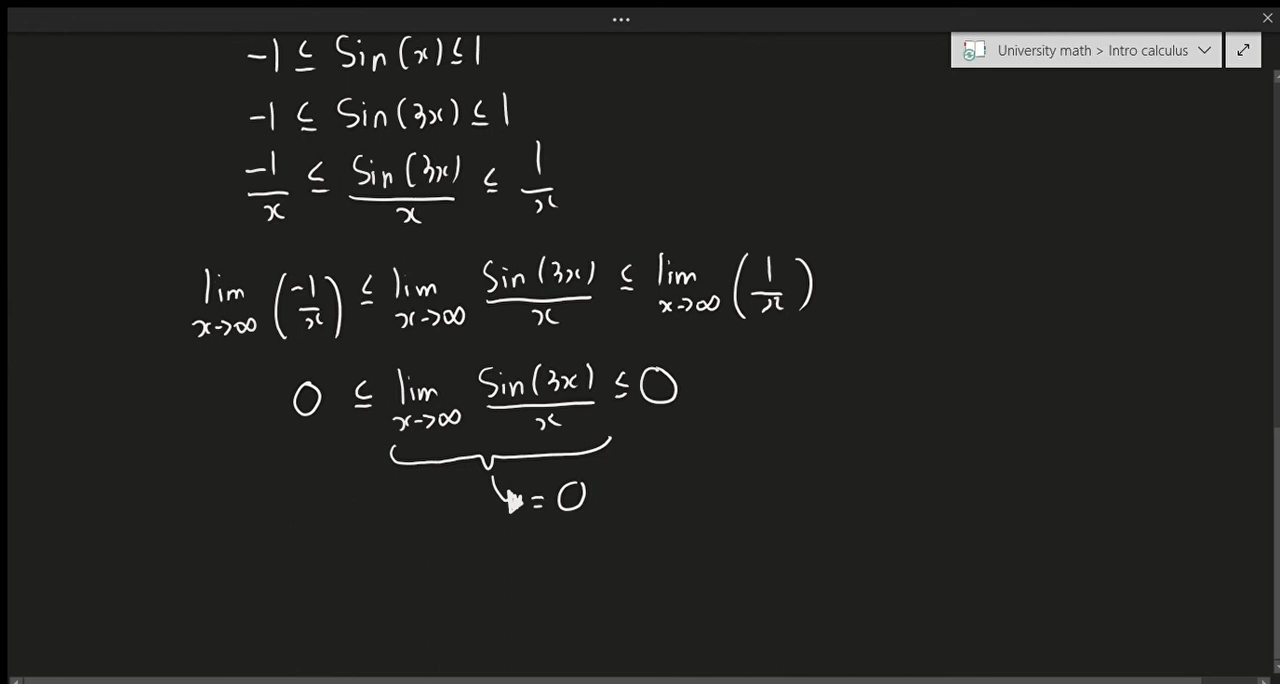 University math > Intro calculus
-1 ≤ Sin(x) ≤ 1
-1 ≤ Sin(3x) ≤ 1
-1/x ≤ Sin(3x)/x ≤ 1/x
lim x->∞ (-1/x) ≤ lim x->∞ Sin(3x)/x ≤ lim x->∞ (1/x)
0 ≤ lim x->∞ Sin(3x)/x ≤ 0
= 0